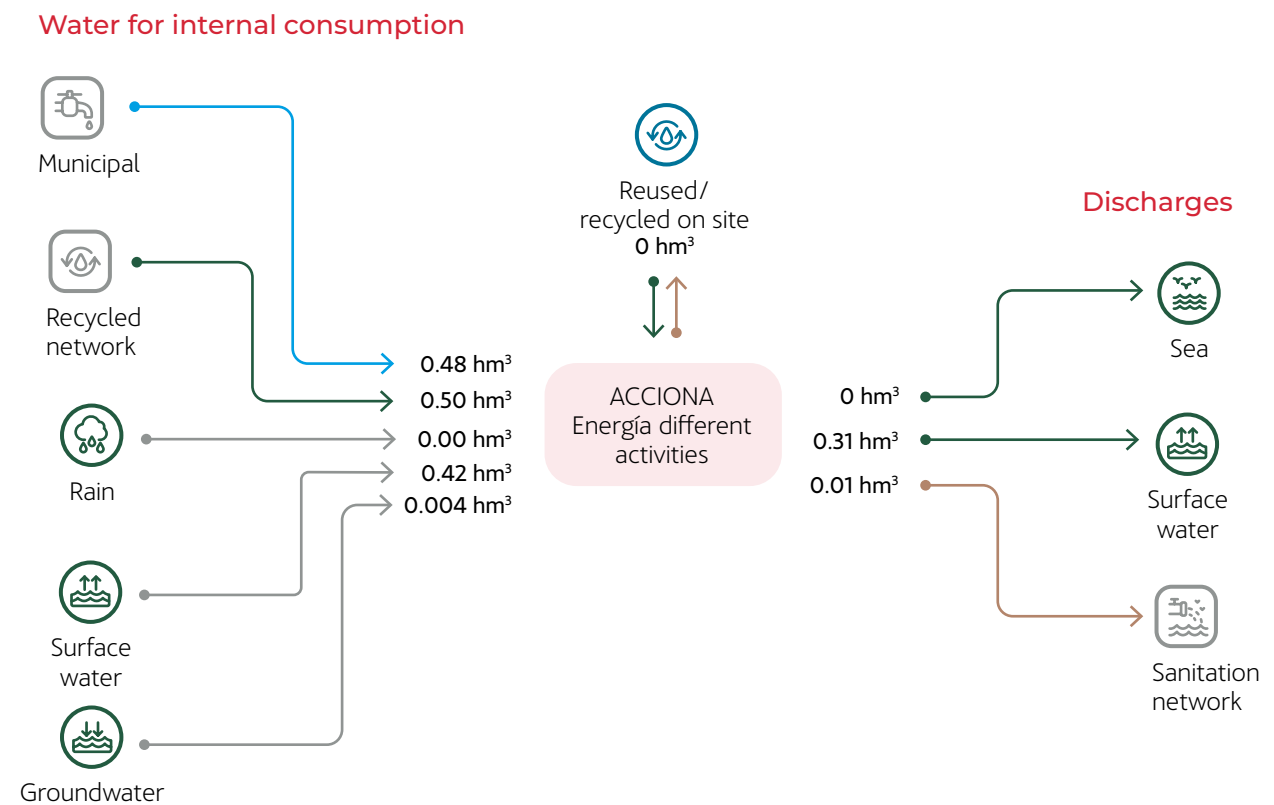 Water for internal consumption
Municipal
Recycled
network
Rain
Surface
water
Groundwater
0.48 hm³
0.50 hm³
0.00 hm³
0.42 hm³
0.004 hm³
Reused/
recycled on site
0 hm³
ACCIONA
Energía different
activities
Discharges
0 hm³
0.31 hm³
0.01 hm³
Sea
Surface
water
Sanitation
network